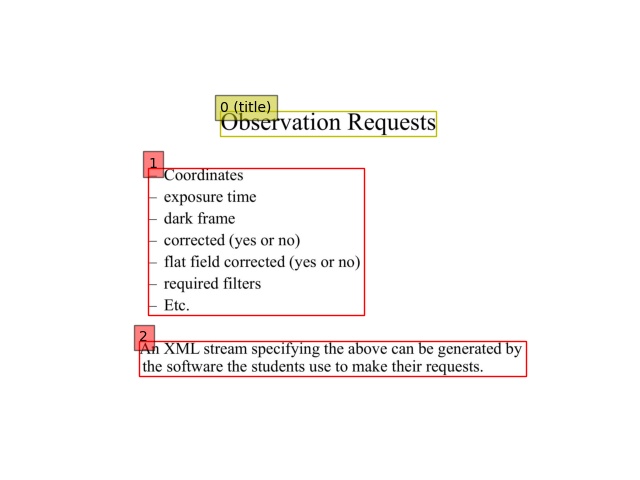 0 (title)
Observation Requests
1
– Coordinates
– exposure time
– dark frame
– corrected (yes or no)
– flat field corrected (yes or no)
– required filters
– Etc.
2
An XML stream specifying the above can be generated by
the software the students use to make their requests.